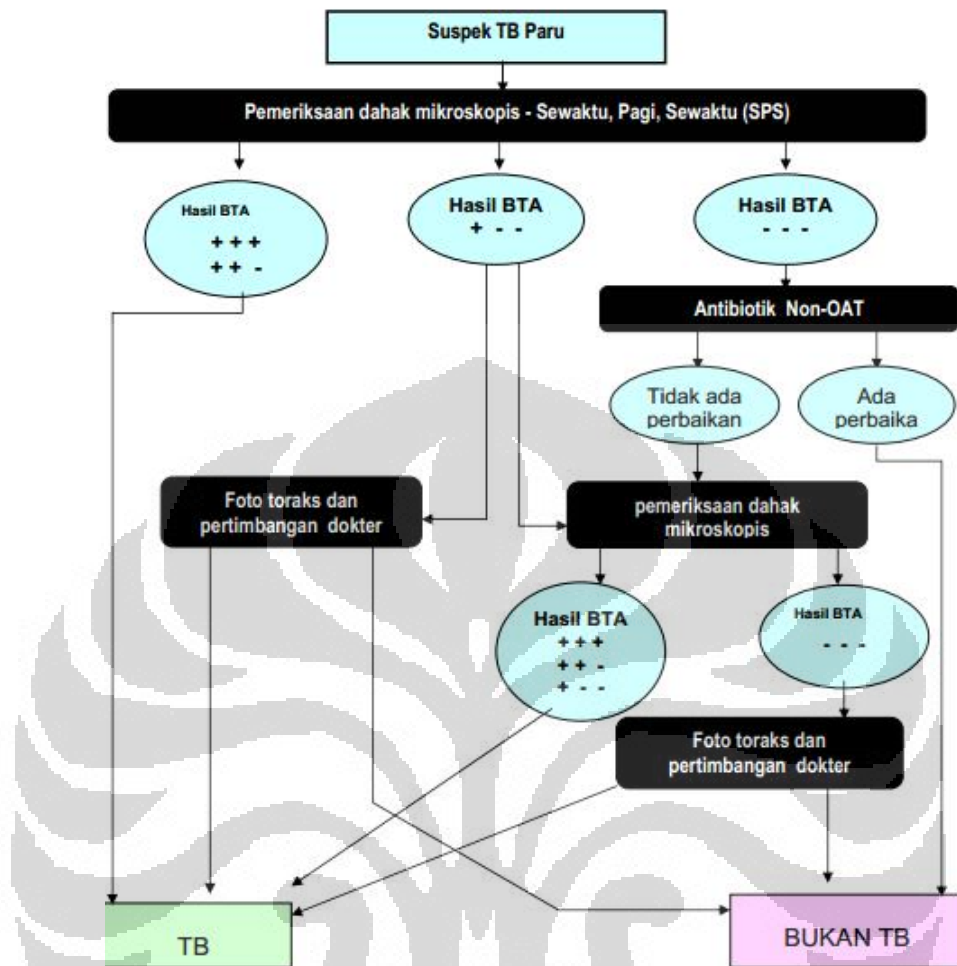 Suspek TB Paru
Pemeriksaan dahak mikroskopis - Sewaktu, Pagi, Sewaktu (SPS)
Hasil BTA
+ + +
+ + -
Hasil BTA
+ - -
Hasil BTA
- - -
Antibiotik Non-OAT
Tidak ada
perbaikan
Ada
perbaika
Foto toraks dan
pertimbangan dokter
pemeriksaan dahak
mikroskopis
Hasil BTA
+ + +
+ + -
+ - -
Hasil BTA
- - -
Foto toraks dan
pertimbangan dokter
TB
BUKAN TB